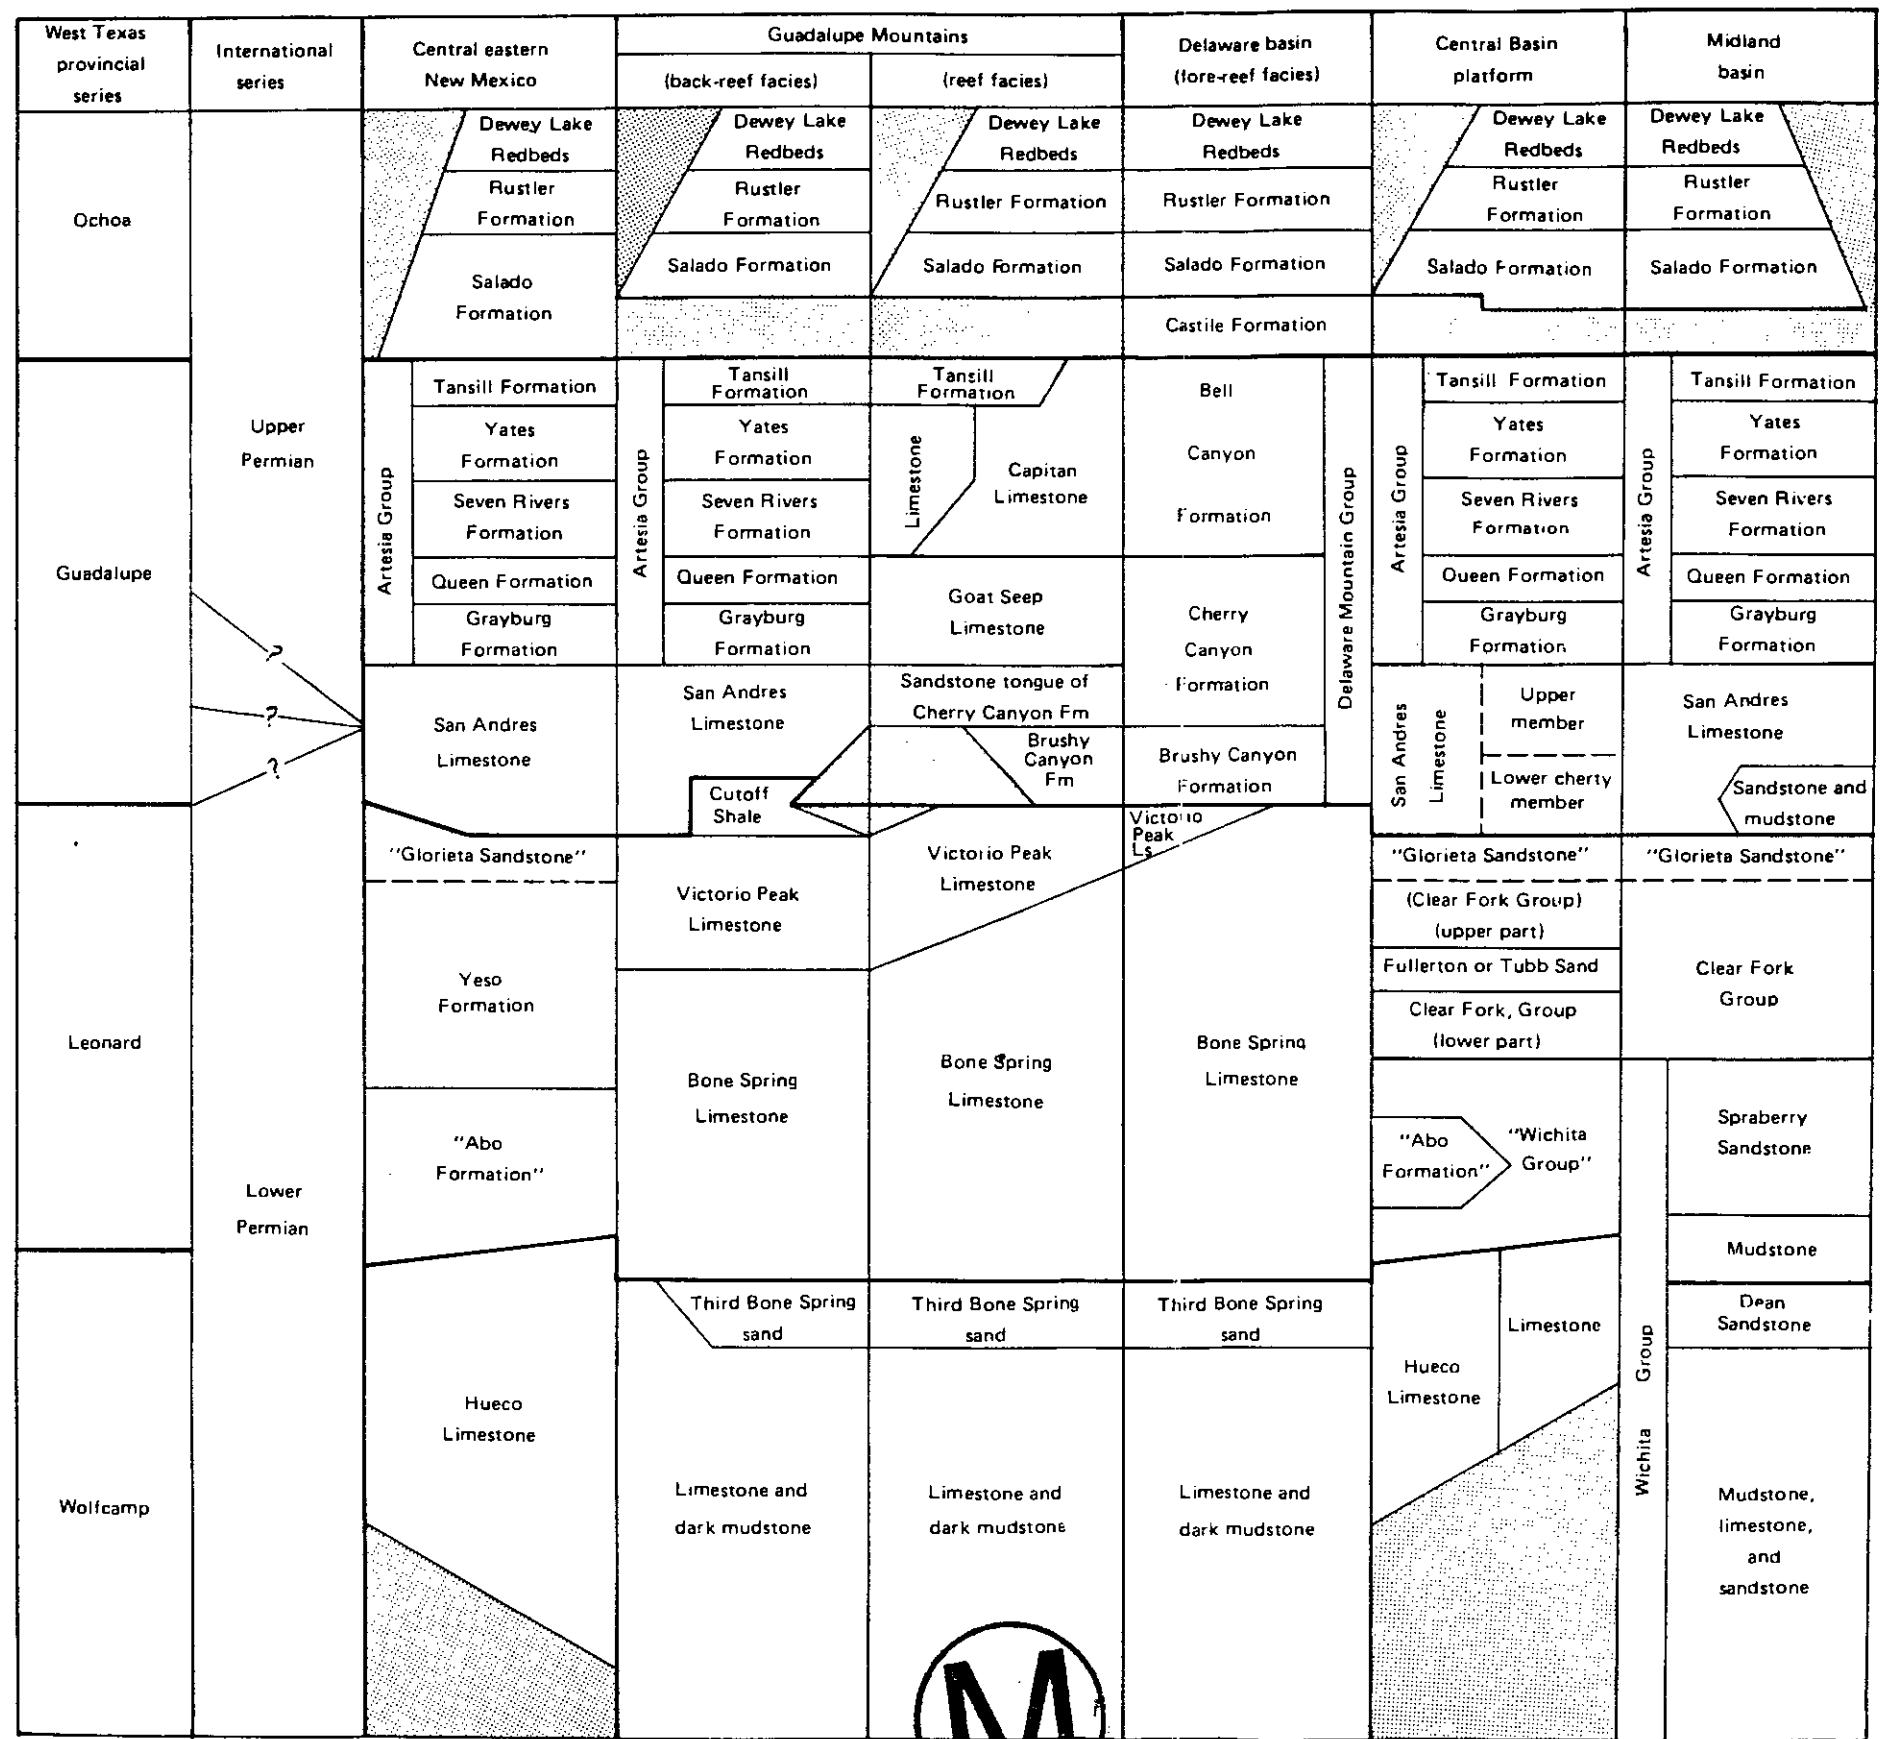 West Texas
provincial
series
International
series
Central eastern
New Mexico
Guadalupe Mountains
(back-reef facies)
(reef facies)
Delaware basin
(fore-reef facies)
Central Basin
platform
Midland
basin
Ochoa
Guadalupe
Leonard
Wolfcamp
Upper
Permian
?
?
?
Lower
Permian
Dewey Lake
Redbeds
Rustler
Formation
Salado
Formation
Artesia Group
Tansill Formation
Yates
Formation
Seven Rivers
Formation
Queen Formation
Grayburg
Formation
San Andres
Limestone
"Glorieta Sandstone"
Yeso
Formation
"Abo
Formation"
Hueco
Limestone
Dewey Lake
Redbeds
Rustler
Formation
Salado Formation
Artesia Group
Tansill
Formation
Yates
Formation
Seven Rivers
Formation
Queen Formation
Grayburg
Formation
San Andres
Limestone
Cutoff
Shale
Victorio Peak
Limestone
Bone Spring
Limestone
Third Bone Spring
sand
Limestone and
dark mudstone
Dewey Lake
Redbeds
Rustler Formation
Salado Formation
Tansill
Formation
Limestone
Capitan
Limestone
Goat Seep
Limestone
Sandstone tongue of
Cherry Canyon Fm
Brushy
Canyon
Fm
Victorio Peak
Limestone
Bone Spring
Limestone
Third Bone Spring
sand
Limestone and
dark mudstone
M
Dewey Lake
Redbeds
Rustler Formation
Salado Formation
Castile Formation
Bell
Canyon
Formation
Cherry
Canyon
Formation
Brushy Canyon
Formation
Delaware Mountain Group
Victorio
Peak
Ls
Bone Spring
Limestone
Third Bone Spring
sand
Limestone and
dark mudstone
Dewey Lake
Redbeds
Rustler
Formation
Salado Formation
Artesia Group
Tansill Formation
Yates
Formation
Seven Rivers
Formation
Queen Formation
Grayburg
Formation
San Andres
Limestone
Upper
member
Lower cherty
member
"Glorieta Sandstone"
(Clear Fork Group)
(upper part)
Fullerton or Tubb Sand
Clear Fork, Group
(lower part)
"Abo
Formation"
"Wichita
Group"
Hueco
Limestone
Limestone
Dewey Lake
Redbeds
Rustler
Formation
Salado Formation
Artesia Group
Tansill Formation
Yates
Formation
Seven Rivers
Formation
Queen Formation
Grayburg
Formation
San Andres
Limestone
Sandstone and
mudstone
"Glorieta Sandstone"
Clear Fork
Group
Wichita Group
Spraberry
Sandstone
Mudstone
Dean
Sandstone
Mudstone,
limestone,
and
sandstone